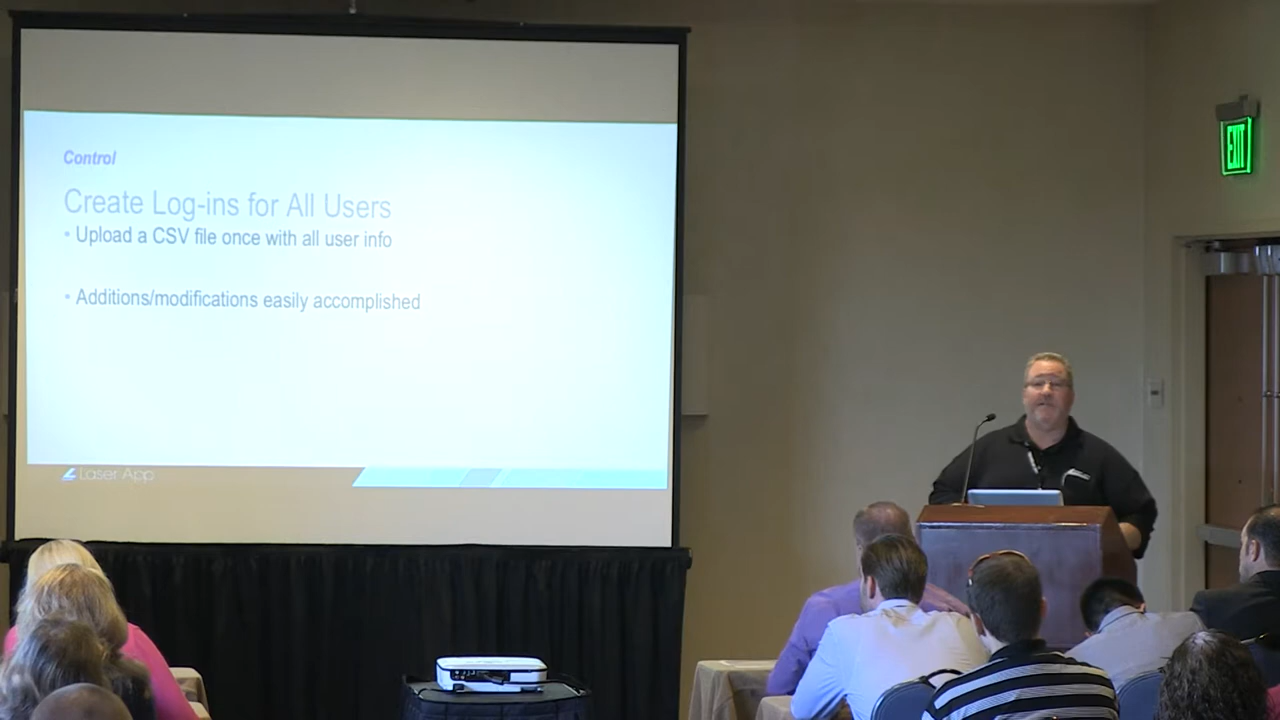 Control
Create Log-ins for All Users
• Upload a CSV file once with all user info
• Additions/modifications easily accomplished
Laser App
EXIT